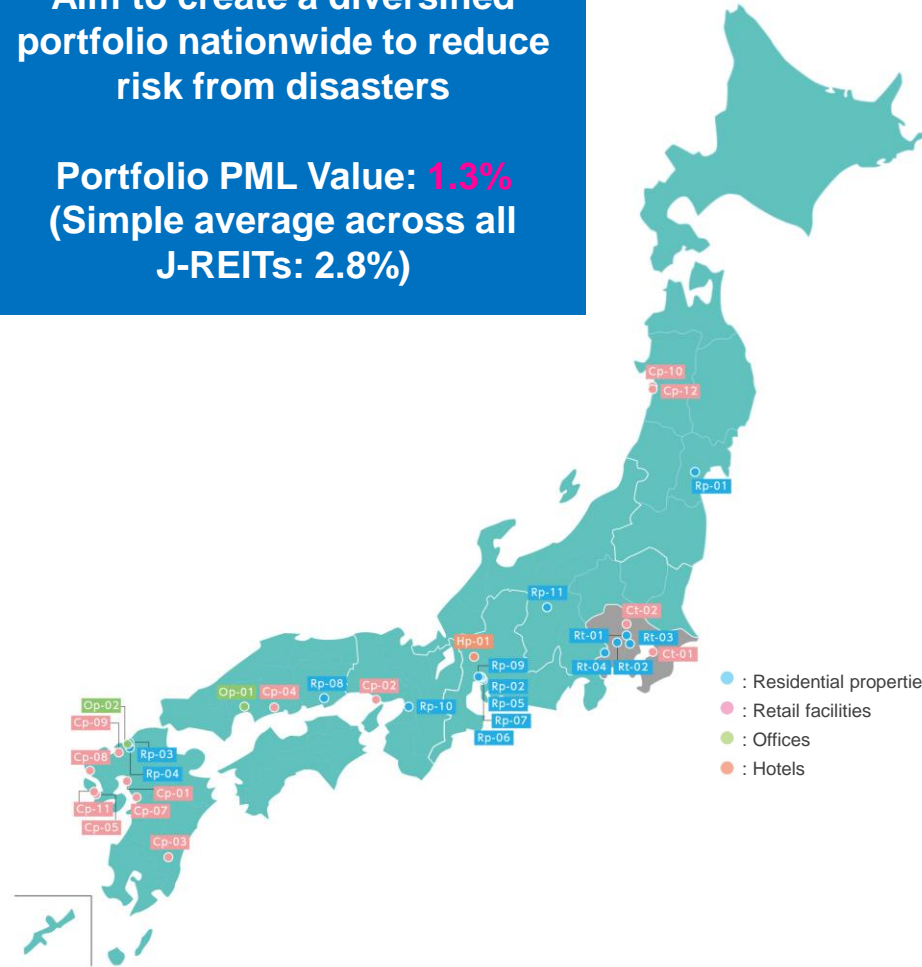 Aim to create a diversified
portfolio nationwide to reduce
risk from disasters
Portfolio PML Value: 1.3%
(Simple average across all
J-REITs: 2.8%)
Cp-10
Cp-12
Rp-01
Rp-11
Ct-02
Rt-01
Rt-03
Ct-01
Rt-04
Rt-02
Hp-01
Rp-09
Rp-02
Rp-05
Rp-07
Rp-06
Op-01
Cp-04
Rp-08
Cp-02
Rp-10
Op-02
Cp-09
Rp-03
Cp-08
Rp-04
Cp-01
Cp-11
Cp-07
Cp-05
Cp-03
: Residential propertie
: Retail facilities
: Offices
: Hotels